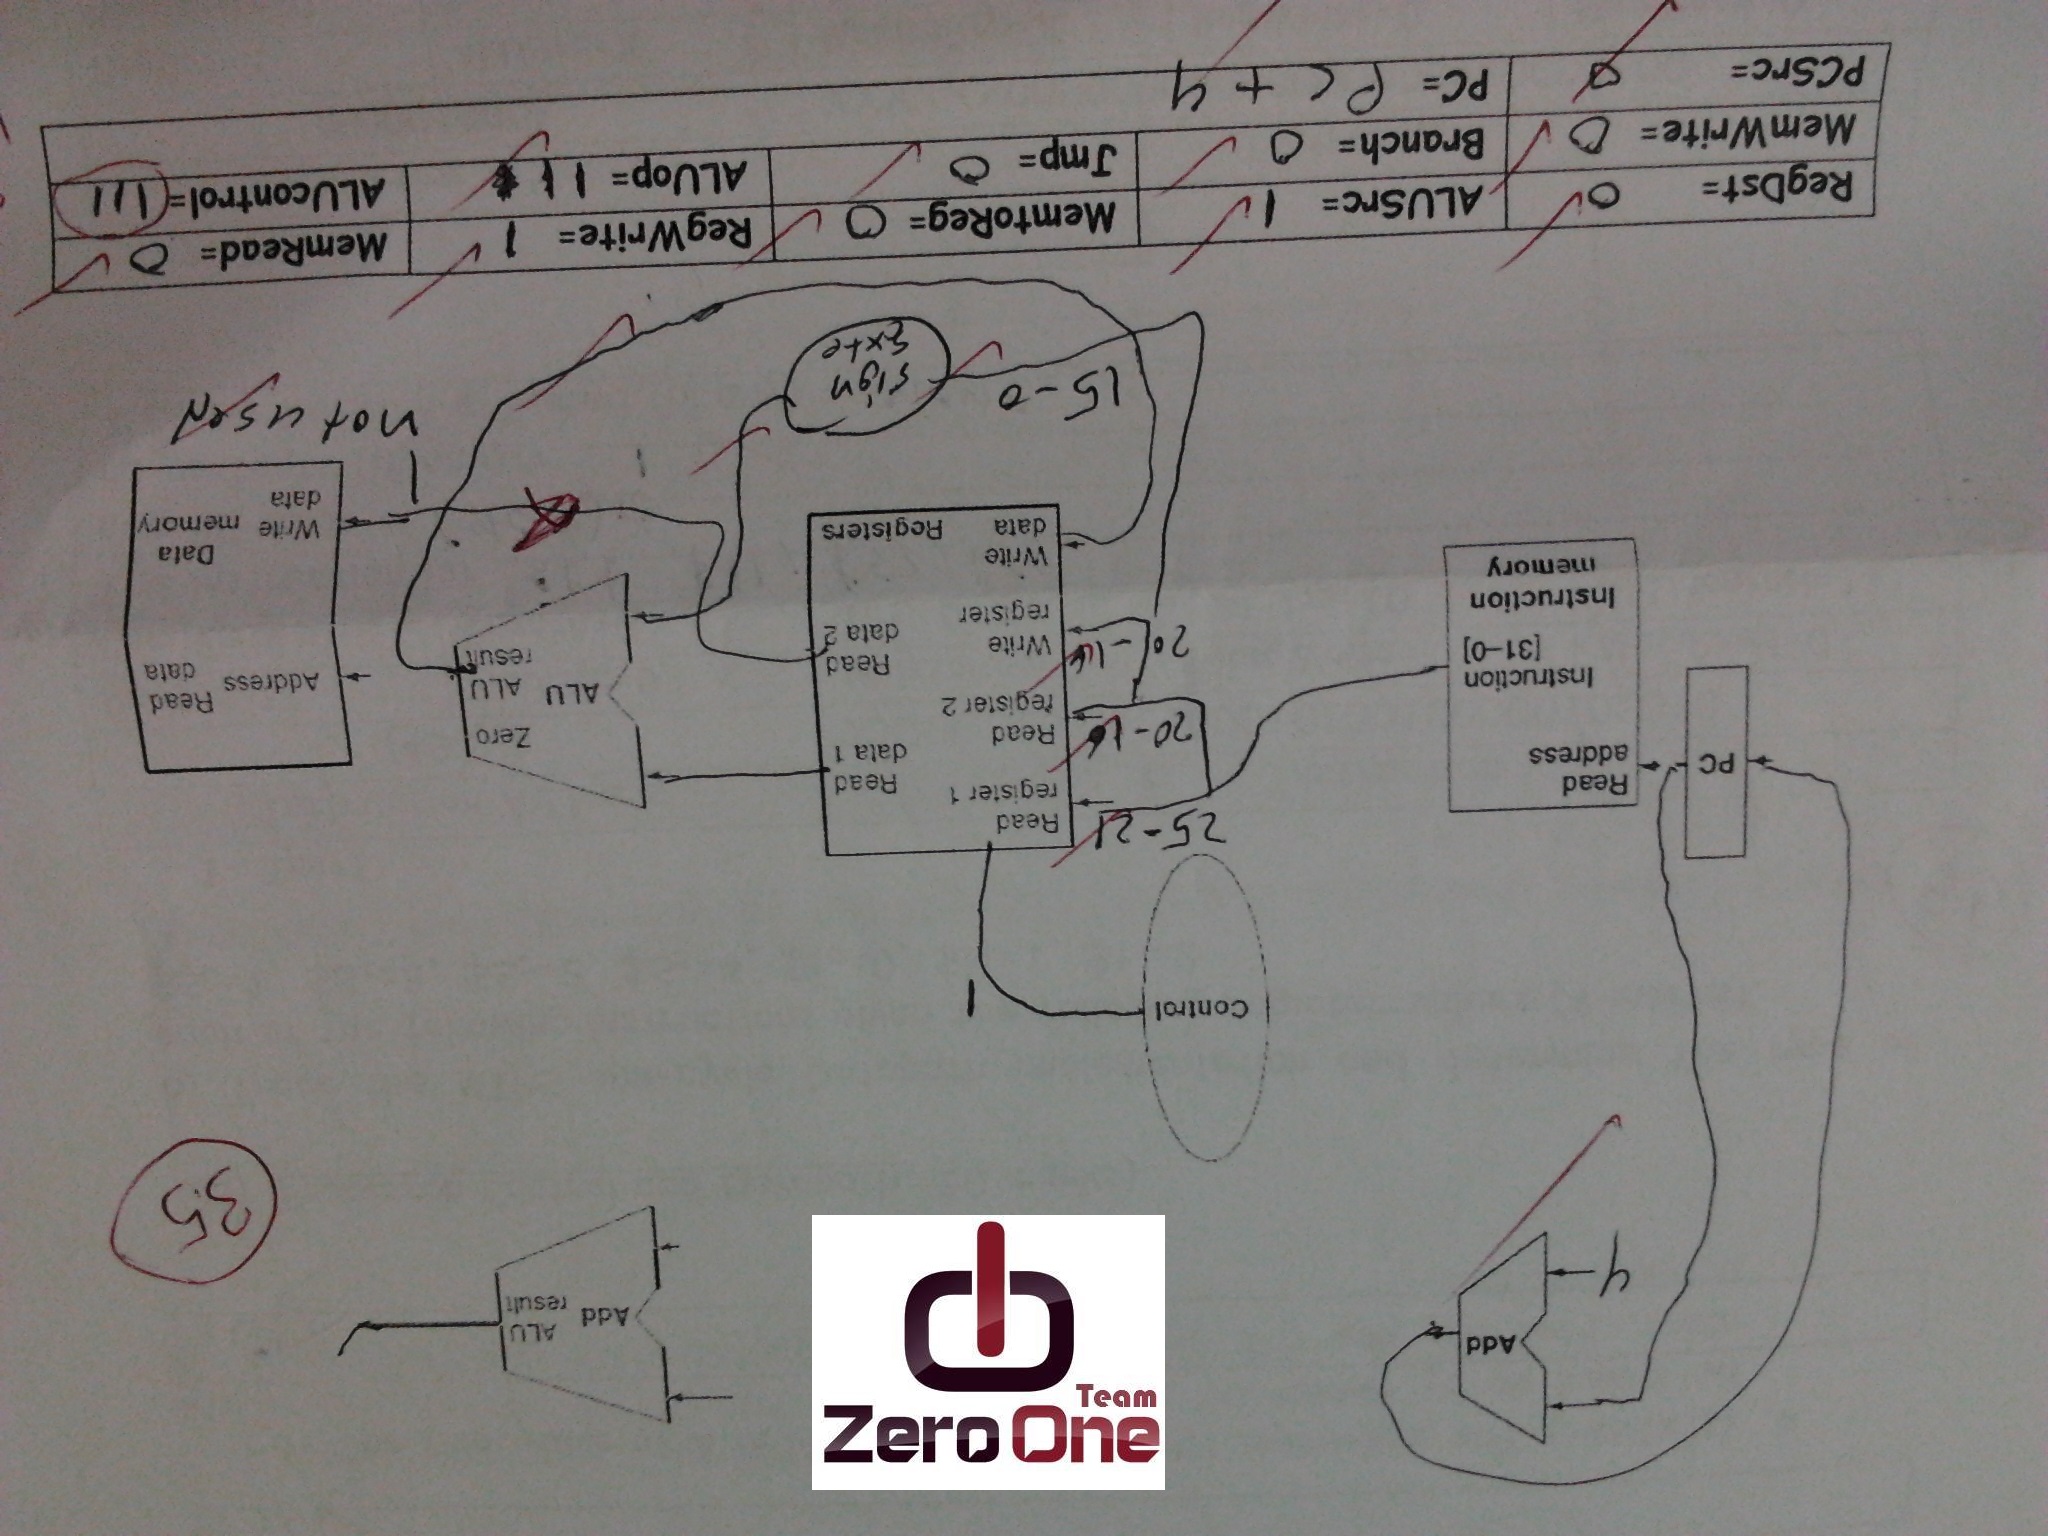 Add
4
Add ALU result
35
Control
1
PC
Read address
Instruction [31-0]
Instruction memory
25-21
20-16
20-16
Read register 1
Read register 2
Write register
Write data
Registers
Read data 1
Read data 2
Zero
ALU
ALU result
Address
Read data
Write data
Data memory
1
not used
15-0
sign Exte
RegDst= 0
ALUSrc= 1
MemtoReg= 0
RegWrite= 1
MemRead= 0
MemWrite= 0
Branch= 0
Jmp= 0
ALUop= 11
ALUcontrol= 111
PCSrc= 0
PC= PC + 4
Team
Zero One